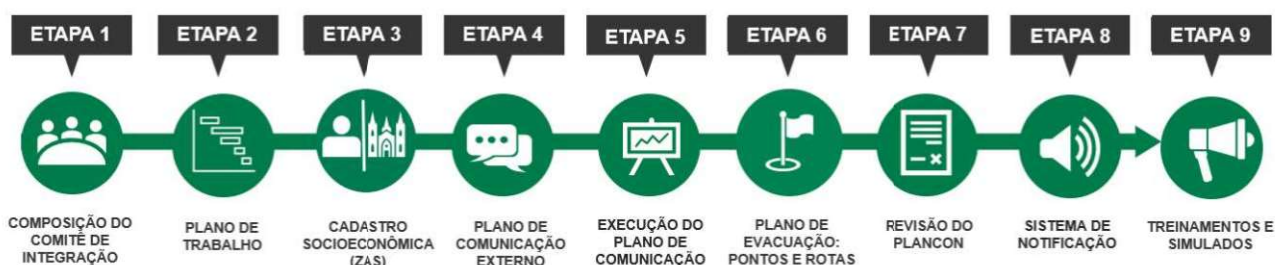 ETAPA 1
ETAPA 2
ETAPA 3
ETAPA 4
ETAPA 5
ETAPA 6
ETAPA 7
ETAPA 8
ETAPA 9
COMPOSIÇÃO DO
COMITÊ DE
INTEGRAÇÃO
PLANO DE
TRABALHO
CADASTRO
SOCIOECONÔMICA
(ZAS)
PLANO DE
COMUNICAÇÃO
EXTERNO
EXECUÇÃO DO
PLANO DE
COMUNICAÇÃO
PLANO DE
EVACUAÇÃO:
PONTOS E ROTAS
REVISÃO DO
PLANCON
SISTEMA DE
NOTIFICAÇÃO
TREINAMENTOS E
SIMULADOS